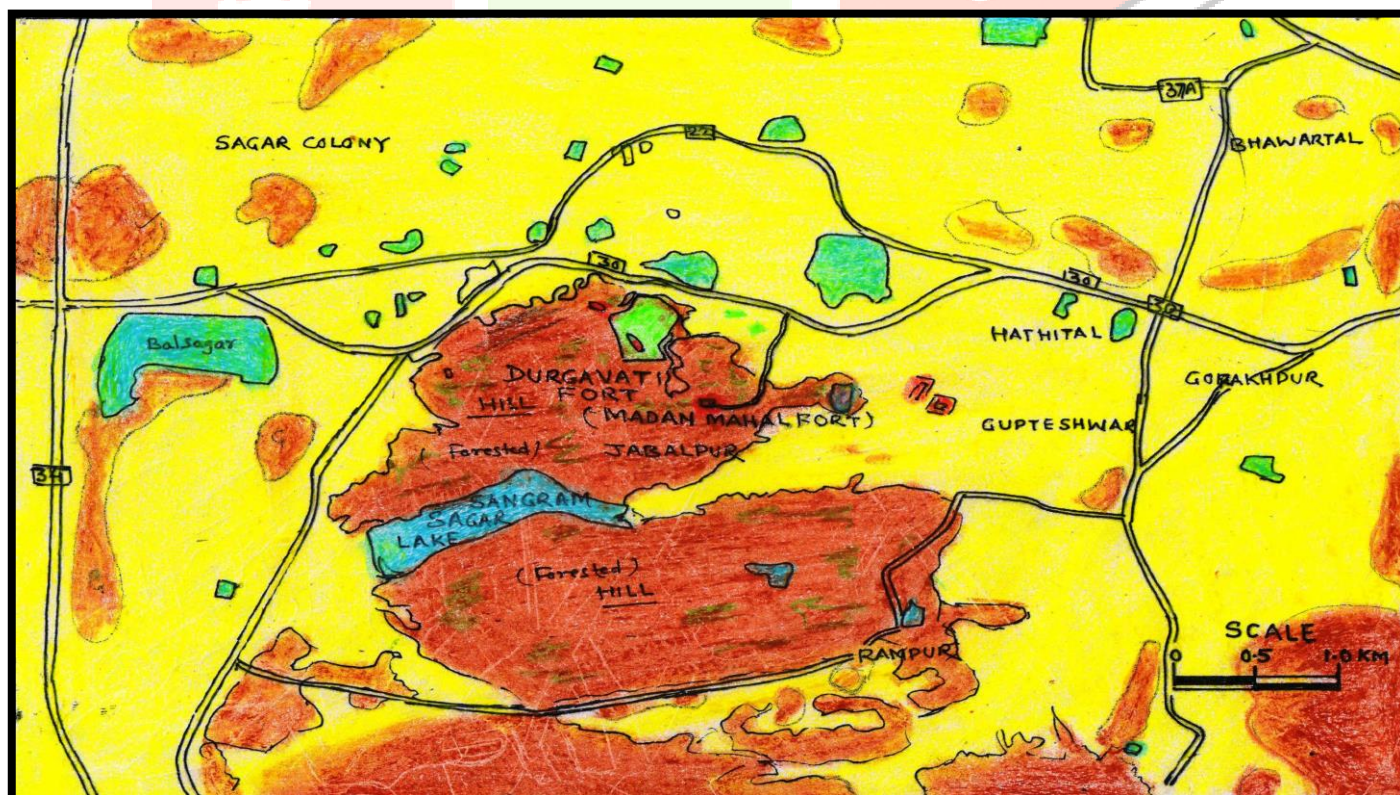 37A
22
SAGAR COLONY
BHAWARTAL
30
30
HATHITAL
Balsagar
GORAKHPUR
DURGAVATI
FORT
HILL
(MADAN MAHAL FORT)
GUPTESHWAR
(Forested)
JABALPUR
34
SANGRAM
SAGAR
LAKE
(Forested)
HILL
RAMPUR
SCALE
0 0.5 1.0 KM